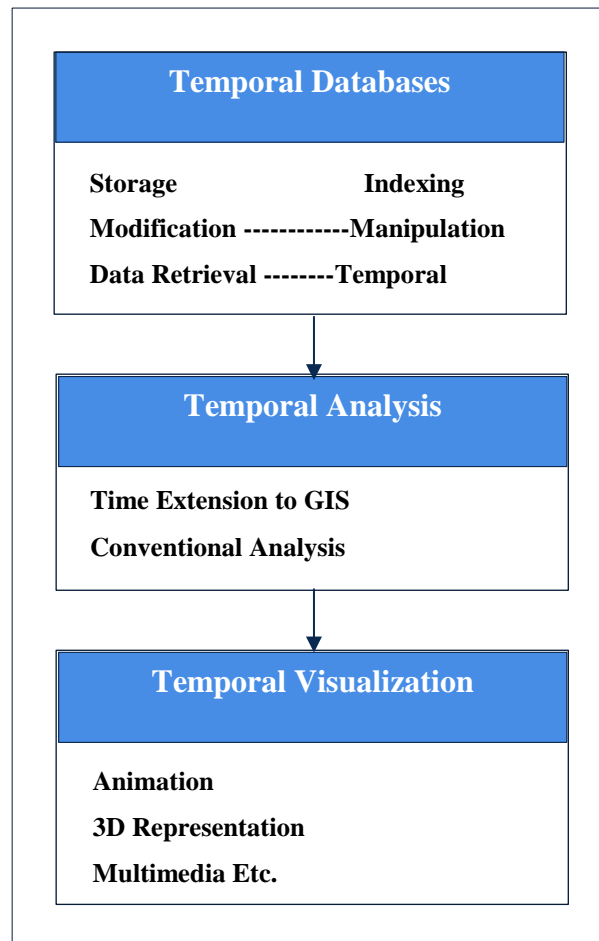 Temporal Databases
Storage Indexing
Modification ------------Manipulation
Data Retrieval --------Temporal
Temporal Analysis
Time Extension to GIS
Conventional Analysis
Temporal Visualization
Animation
3D Representation
Multimedia Etc.